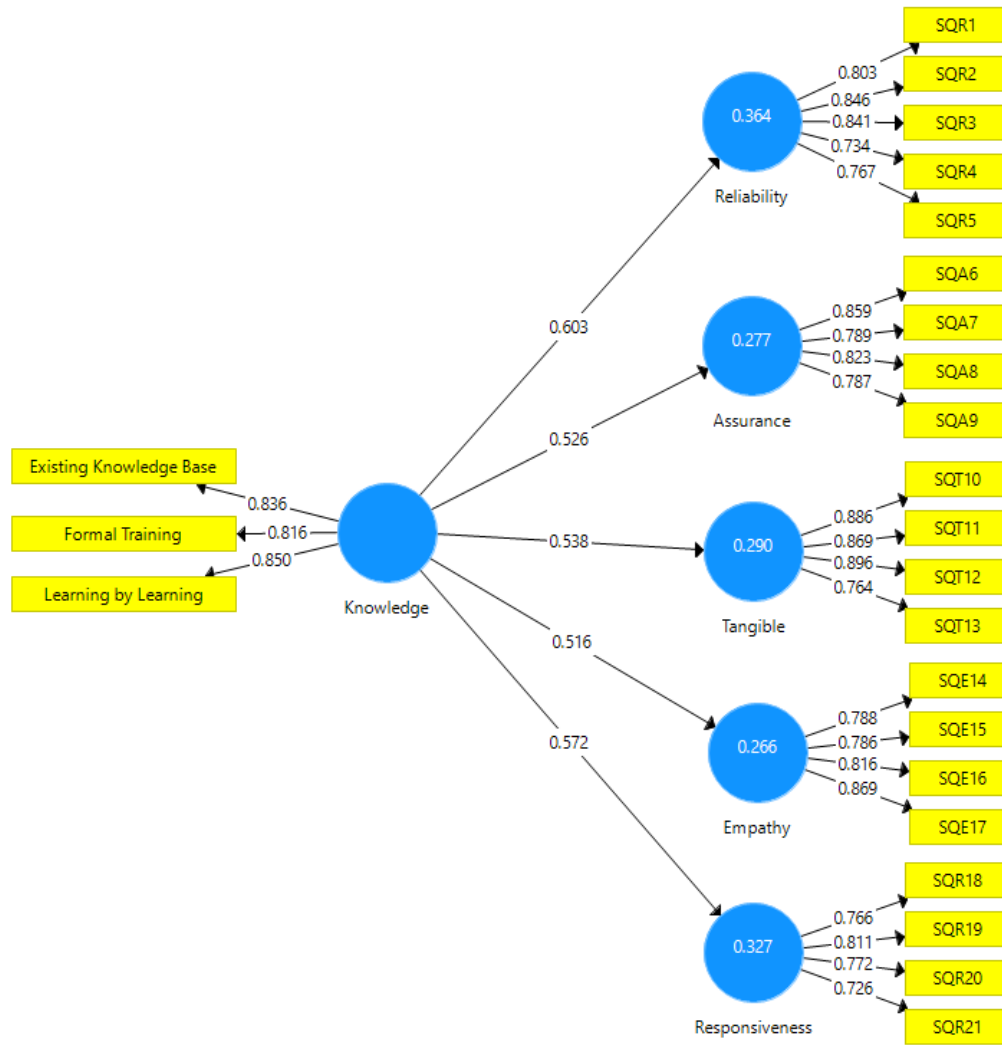 SQR1
0.803
SQR2
0.846
0.364
0.841
SQR3
0.734
SQR4
0.767
Reliability
SQR5
SQA6
0.859
0.603
0.789
SQA7
0.277
0.823
SQA8
0.787
Assurance
SQA9
0.526
Existing Knowledge Base
SQT10
0.836
0.886
Formal Training
0.816
0.869
SQT11
0.538
0.290
0.896
SQT12
0.850
0.764
Learning by Learning
Knowledge
Tangible
SQT13
0.516
SQE14
0.788
SQE15
0.572
0.266
0.786
0.816
SQE16
0.869
Empathy
SQE17
SQR18
0.766
0.811
SQR19
0.327
0.772
SQR20
0.726
Responsiveness
SQR21